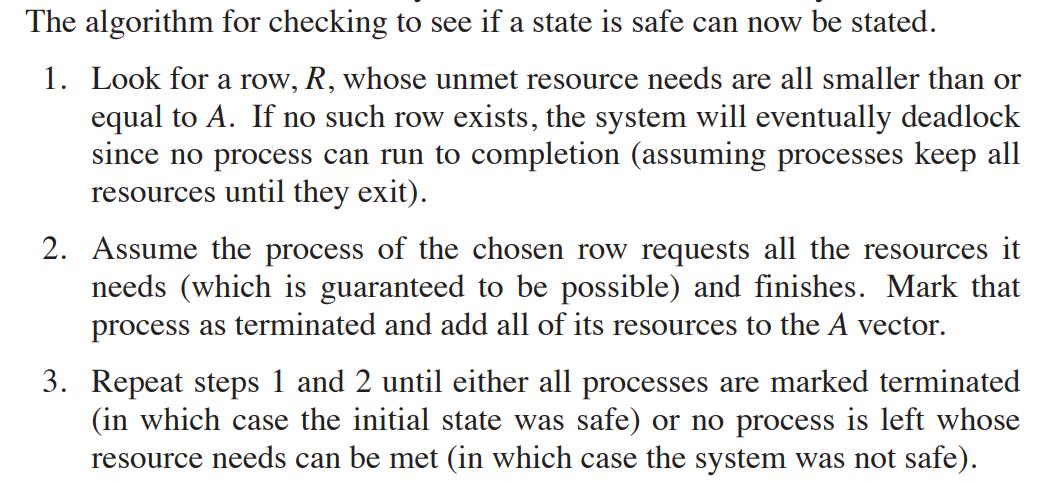 The algorithm for checking to see if a state is safe can now be stated.
1. Look for a row, R, whose unmet resource needs are all smaller than or
equal to A. If no such row exists, the system will eventually deadlock
since no process can run to completion (assuming processes keep all
resources until they exit).
2. Assume the process of the chosen row requests all the resources it
needs (which is guaranteed to be possible) and finishes. Mark that
process as terminated and add all of its resources to the A vector.
3. Repeat steps 1 and 2 until either all processes are marked terminated
(in which case the initial state was safe) or no process is left whose
resource needs can be met (in which case the system was not safe).